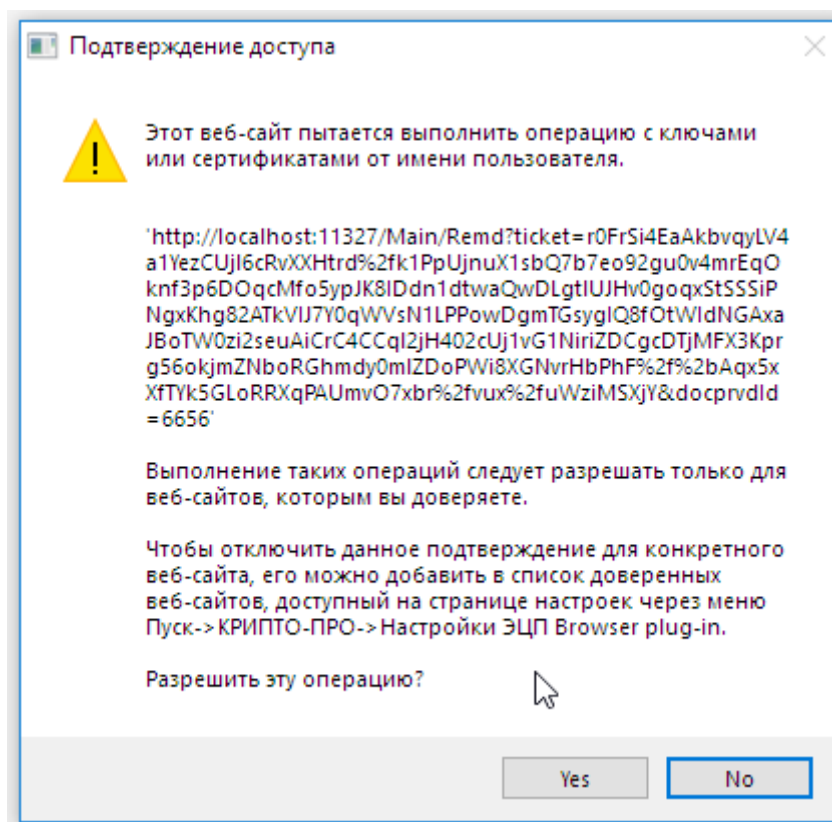 Подтверждение доступа
Этот веб-сайт пытается выполнить операцию с ключами
или сертификатами от имени пользователя.
'http://localhost:11327/Main/Remd?ticket=r0FrSi4EaAkbvqyLV4
a1YezCUjI6cRvXXHtrd%2fk1PpUjnuX1sbQ7b7eo92gu0v4mrEqO
knf3p6DOqcMfo5ypJK8IDdn1dtwaQwDLgtIUJHv0goqxStSSSiP
NgxKhg82ATkVIJ7Y0qWVsN1LPPowDgmTGsygIQ8fOtWIdNGAxa
JBoTW0zi2seuAiCrC4CCqI2jH402cUj1vG1NiriZDCgcDTjMFX3Kpr
g56okjmZNboRGhmdy0mIZDoPWi8XGNvrHbPhF%2f%2bAqx5x
XfTYk5GLoRRXqPAUmvO7xbr%2fvux%2fuWziMSXjY&docprvdId
=6656'
Выполнение таких операций следует разрешать только для
веб-сайтов, которым вы доверяете.
Чтобы отключить данное подтверждение для конкретного
веб-сайта, его можно добавить в список доверенных
веб-сайтов, доступный на странице настроек через меню
Пуск->КРИПТО-ПРО->Настройки ЭЦП Browser plug-in.
Разрешить эту операцию?
Yes
No